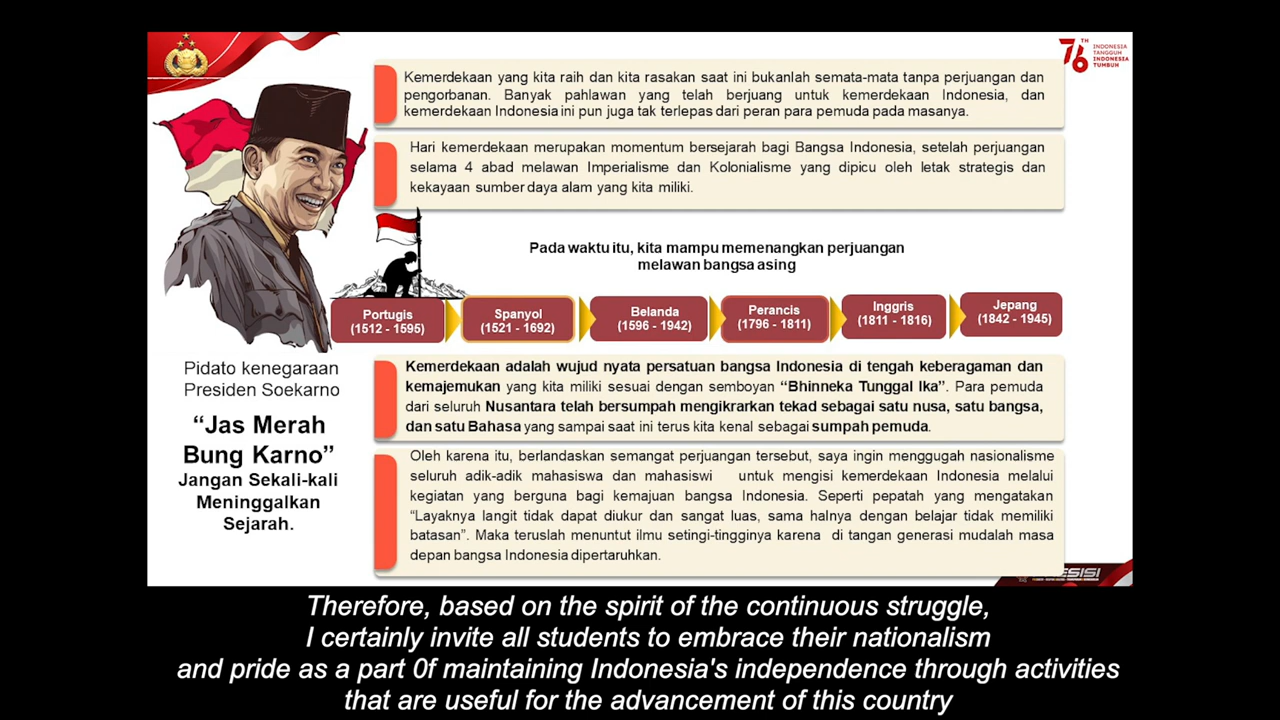 76
TH
INDONESIA
TANGGUH
INDONESIA
TUMBUH
Kemerdekaan yang kita raih dan kita rasakan saat ini bukanlah semata-mata tanpa perjuangan dan
pengorbanan. Banyak pahlawan yang telah berjuang untuk kemerdekaan Indonesia, dan
kemerdekaan Indonesia ini pun juga tak terlepas dari peran para pemuda pada masanya.
Hari kemerdekaan merupakan momentum bersejarah bagi Bangsa Indonesia, setelah perjuangan
selama 4 abad melawan Imperialisme dan Kolonialisme yang dipicu oleh letak strategis dan
kekayaan sumber daya alam yang kita miliki.
Pada waktu itu, kita mampu memenangkan perjuangan
melawan bangsa asing
Portugis
(1512 - 1595)
Spanyol
(1521 - 1692)
Belanda
(1596 - 1942)
Perancis
(1796 - 1811)
Inggris
(1811 - 1816)
Jepang
(1842 - 1945)
Pidato kenegaraan
Presiden Soekarno
“Jas Merah
Bung Karno”
Jangan Sekali-kali
Meninggalkan
Sejarah.
Kemerdekaan adalah wujud nyata persatuan bangsa Indonesia di tengah keberagaman dan
kemajemukan yang kita miliki sesuai dengan semboyan “Bhinneka Tunggal Ika”. Para pemuda
dari seluruh Nusantara telah bersumpah mengikrarkan tekad sebagai satu nusa, satu bangsa,
dan satu Bahasa yang sampai saat ini terus kita kenal sebagai sumpah pemuda.
Oleh karena itu, berlandaskan semangat perjuangan tersebut, saya ingin menggugah nasionalisme
seluruh adik-adik mahasiswa dan mahasiswi untuk mengisi kemerdekaan Indonesia melalui
kegiatan yang berguna bagi kemajuan bangsa Indonesia. Seperti pepatah yang mengatakan
“Layaknya langit tidak dapat diukur dan sangat luas, sama halnya dengan belajar tidak memiliki
batasan”. Maka teruslah menuntut ilmu setingi-tingginya karena di tangan generasi mudalah masa
depan bangsa Indonesia dipertaruhkan.
Therefore, based on the spirit of the continuous struggle,
I certainly invite all students to embrace their nationalism
and pride as a part 0f maintaining Indonesia's independence through activities
that are useful for the advancement of this country